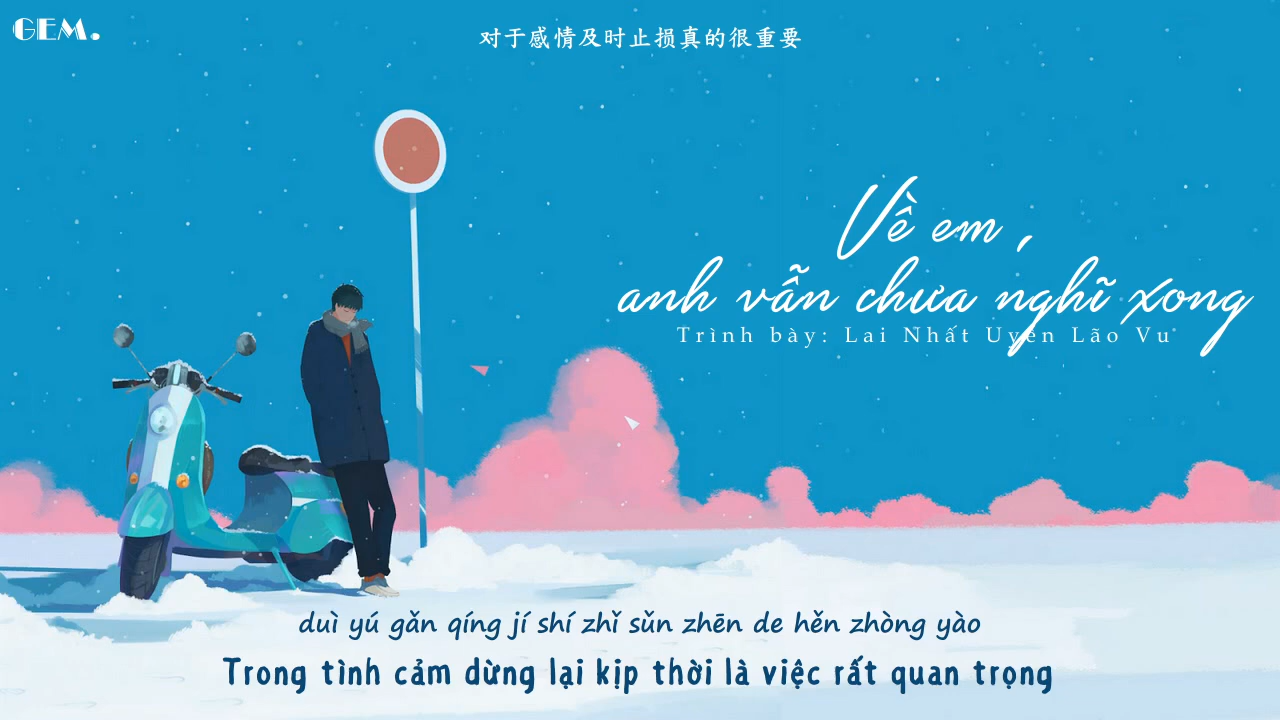 GEM.
对于感情及时止损真的很重要
Về em ,
anh vẫn chưa nghĩ xong
Trình bày: Lai Nhất Uyên Lão Vu
duì yú gǎn qíng jí shí zhǐ sǔn zhēn de hěn zhòng yào
Trong tình cảm dừng lại kịp thời là việc rất quan trọng